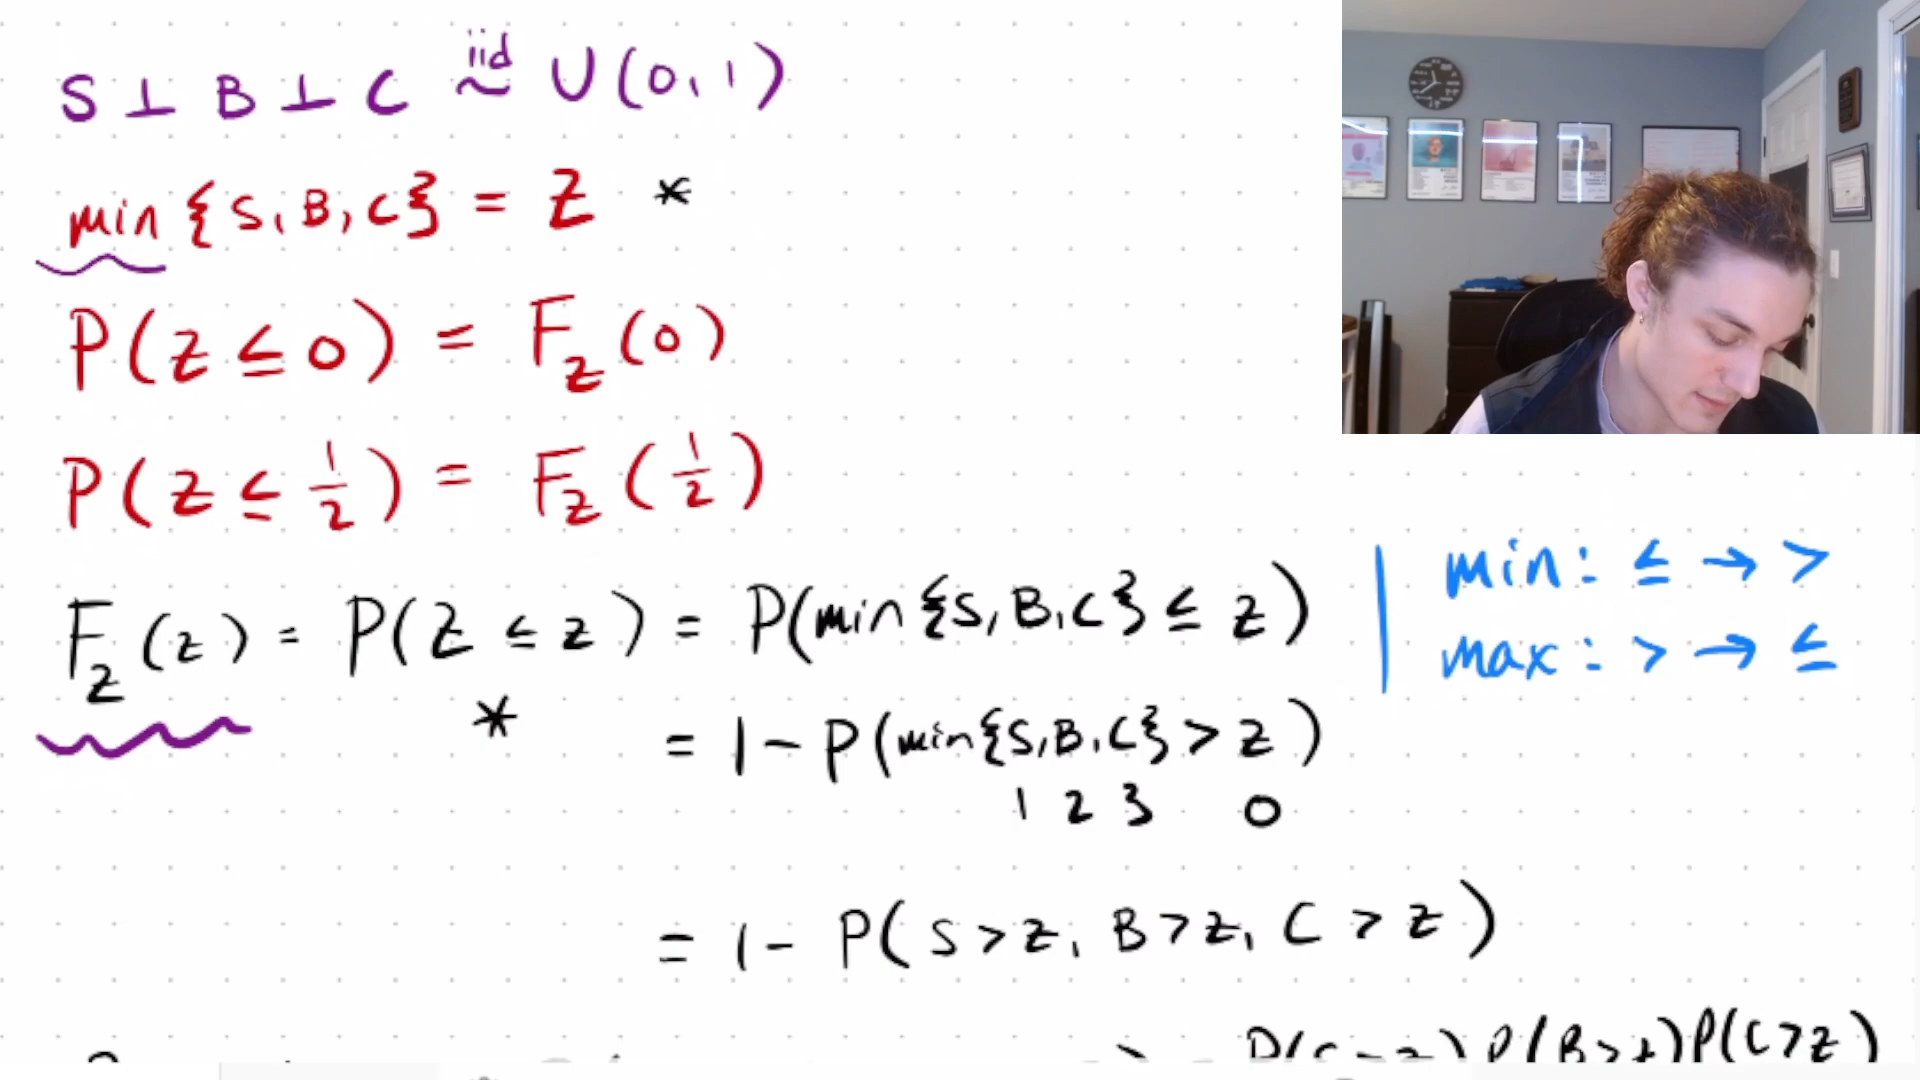 S ⊥ B ⊥ C iid ~ U(0,1)
min {S, B, C} = Z *
P(Z ≤ 0) = F_Z(0)
P(Z ≤ 1/2) = F_Z(1/2)
F_Z(z) = P(Z ≤ z) = P(min {S, B, C} ≤ z)
*
= 1 - P(min{S, B, C} > z)
1 2 3 0
= 1 - P(S > z, B > z, C > z)
P(C > z)
min: ≤ → >
max: > → ≤